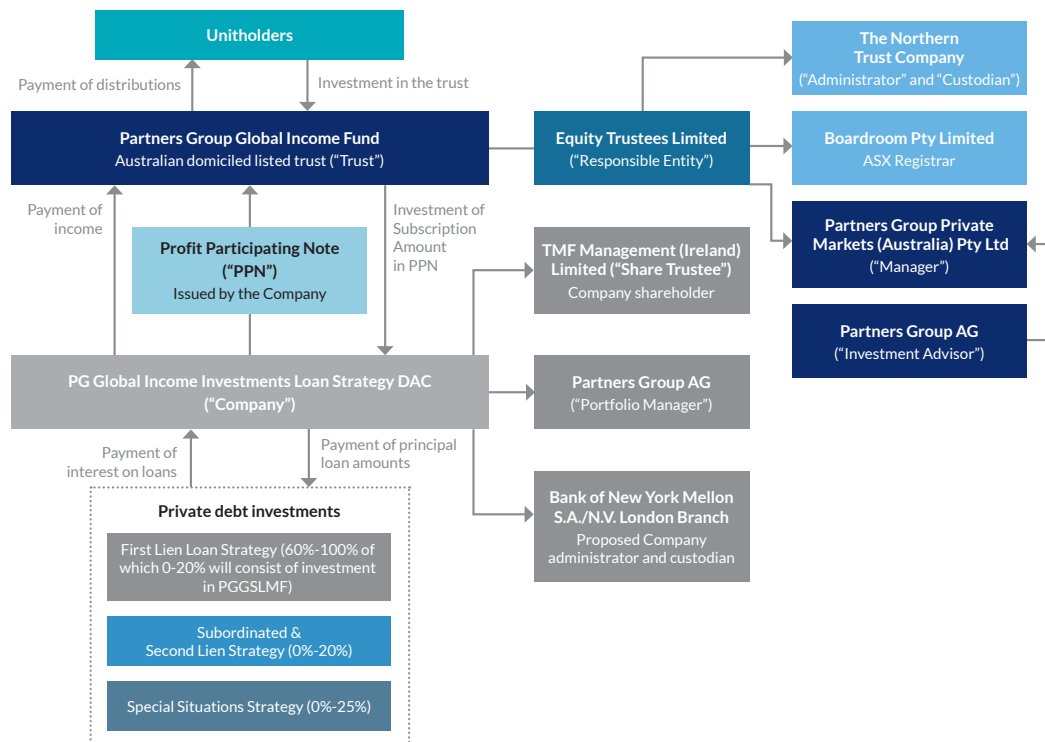 Unitholders
Payment of distributions
Investment in the trust
Partners Group Global Income Fund
Australian domiciled listed trust (“Trust”)
Equity Trustees Limited
(“Responsible Entity”)
The Northern
Trust Company
(“Administrator” and “Custodian”)
Boardroom Pty Limited
ASX Registrar
Partners Group Private
Markets (Australia) Pty Ltd
(“Manager”)
Partners Group AG
(“Investment Advisor”)
Payment of
income
Profit Participating Note
(“PPN”)
Issued by the Company
Investment of
Subscription
Amount
in PPN
TMF Management (Ireland)
Limited (“Share Trustee”)
Company shareholder
PG Global Income Investments Loan Strategy DAC
(“Company”)
Partners Group AG
(“Portfolio Manager”)
Payment of
interest on loans
Payment of principal
loan amounts
Bank of New York Mellon
S.A./N.V. London Branch
Proposed Company
administrator and custodian
Private debt investments
First Lien Loan Strategy (60%-100% of
which 0-20% will consist of investment
in PGGSLMF)
Subordinated &
Second Lien Strategy (0%-20%)
Special Situations Strategy (0%-25%)